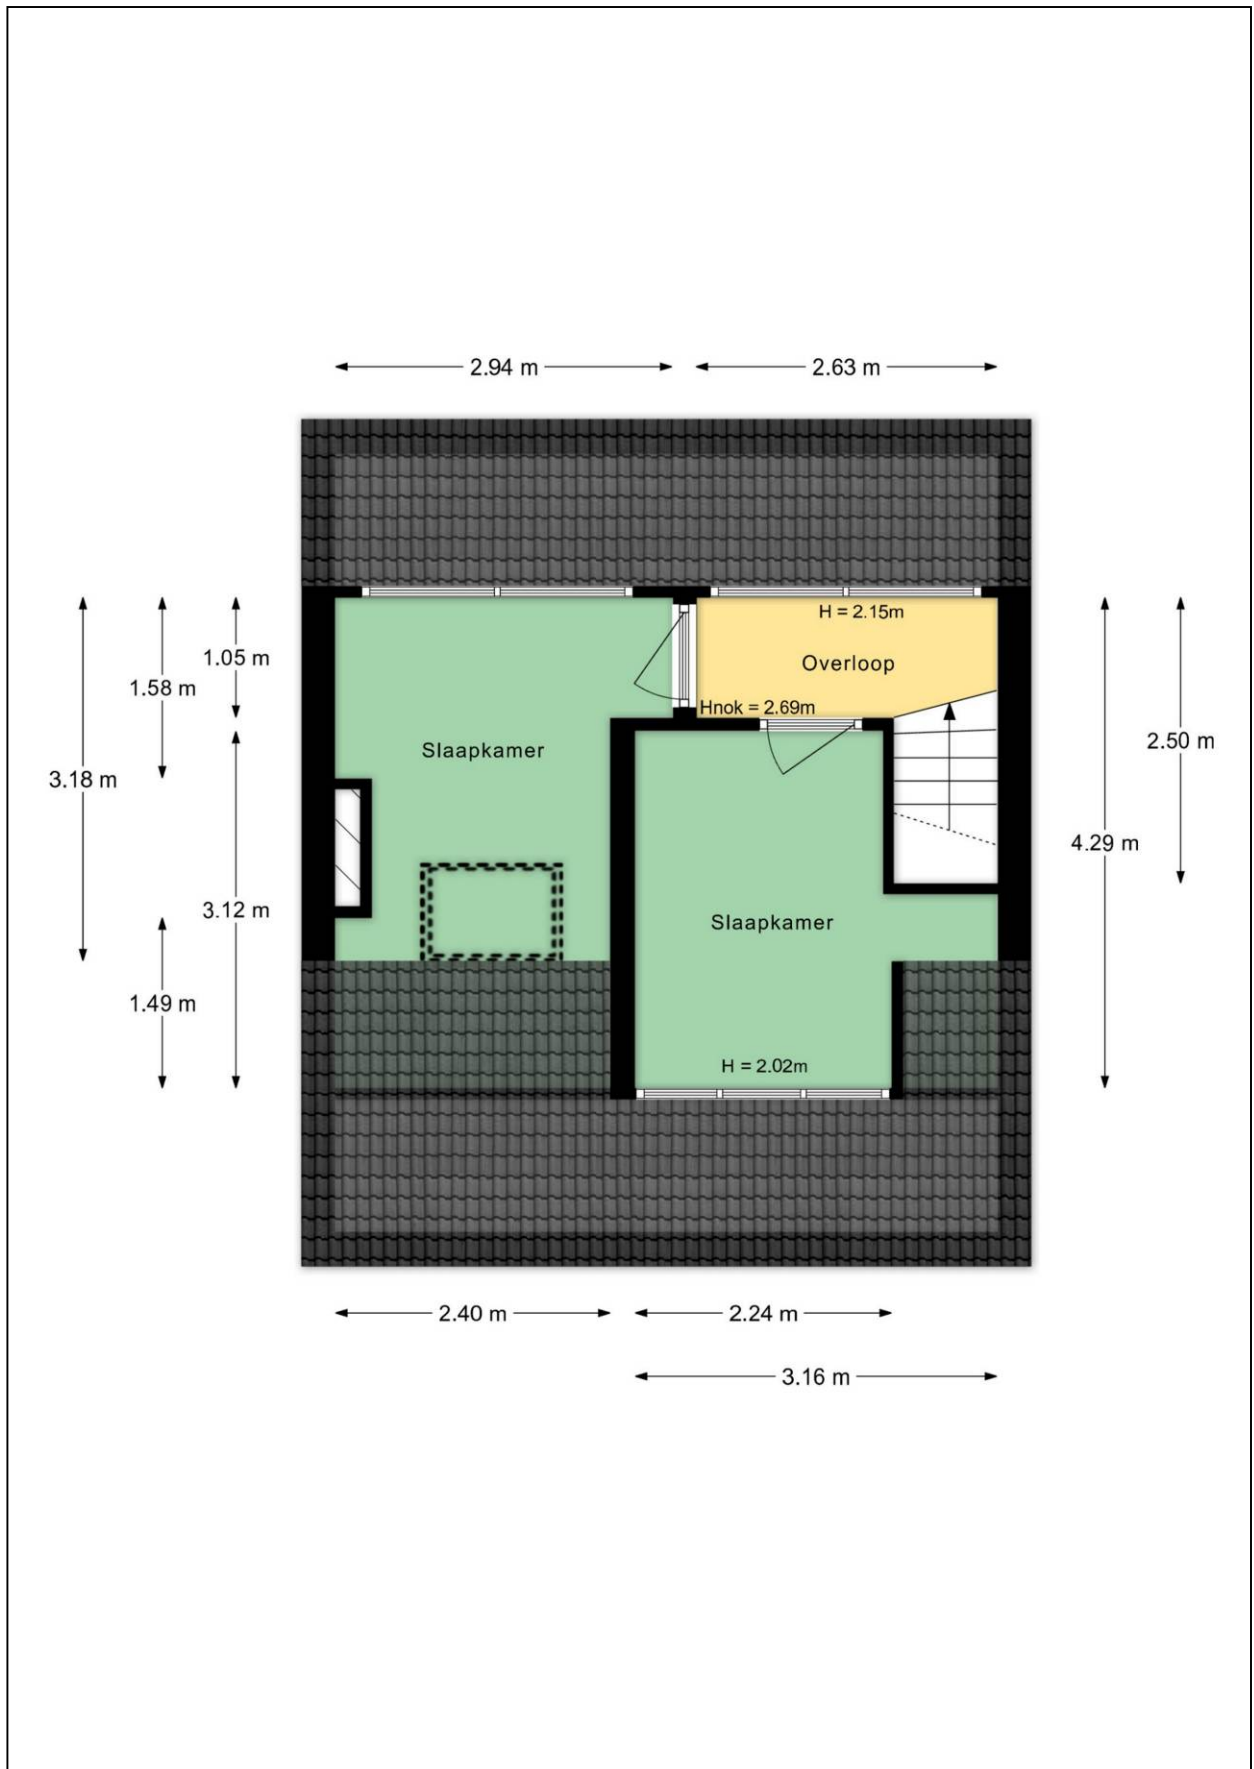 2.94 m
2.63 m
H = 2.15m
1.05 m
Overloop
1.58 m
Hnok = 2.69m
2.50 m
Slaapkamer
3.18 m
4.29 m
3.12 m
Slaapkamer
1.49 m
H = 2.02m
2.40 m
2.24 m
3.16 m